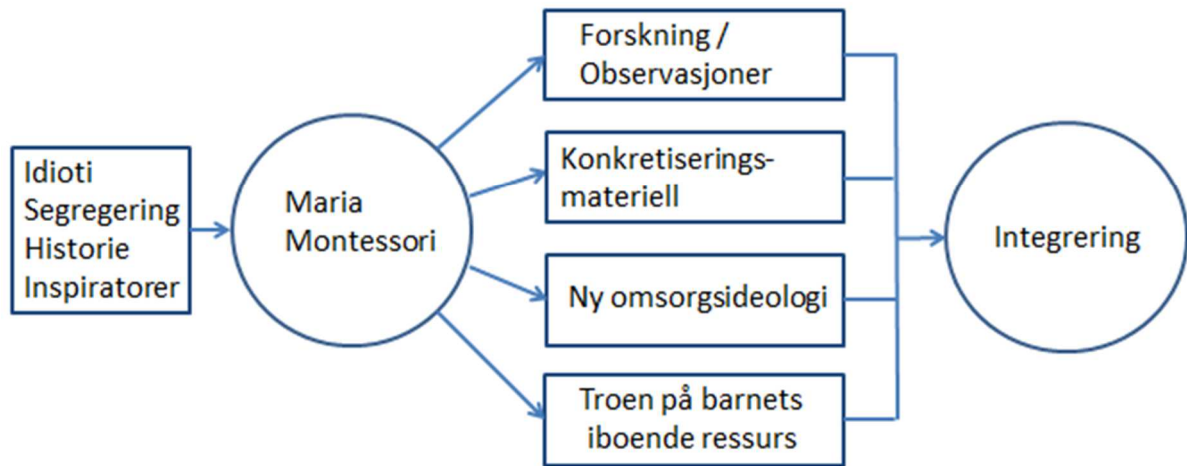 Idioti
Segregering
Historie
Inspiratorer
Maria
Montessori
Forskning /
Observasjoner
Konkretiserings-
materiell
Ny omsorgsideologi
Troen på barnets
iboende ressurs
Integrering